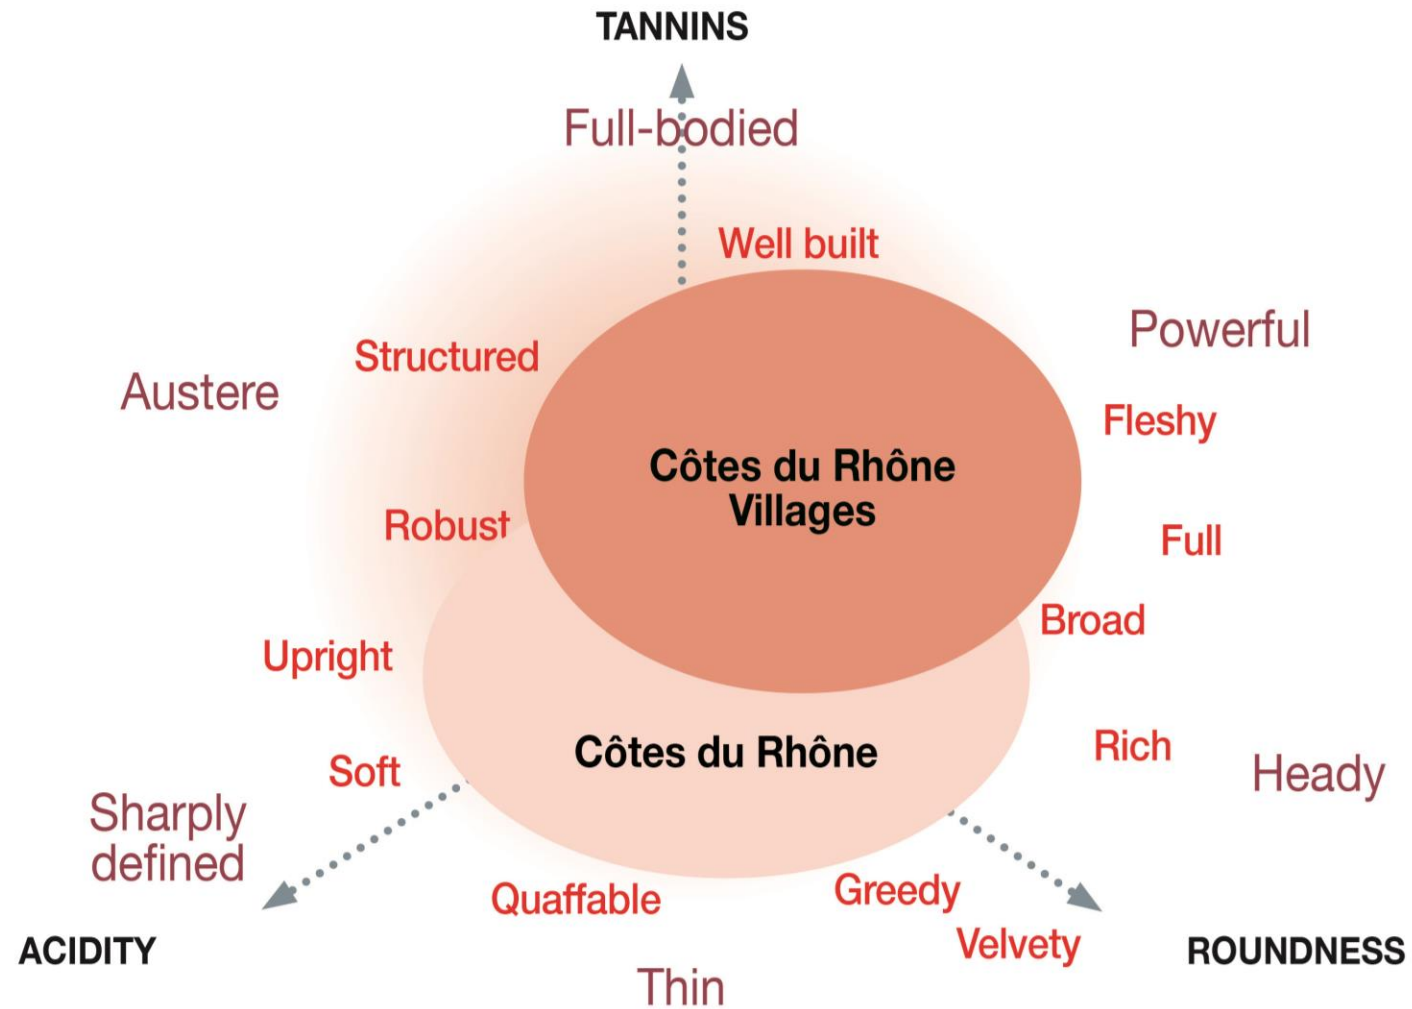 TANNINS
Full-bodied
Well built
Powerful
Structured
Austere
Fleshy
Côtes du Rhône
Villages
Robust
Full
Broad
Upright
Rich
Côtes du Rhône
Soft
Heady
Sharply
defined
Quaffable
Greedy
Velvety
ACIDITY
ROUNDNESS
Thin